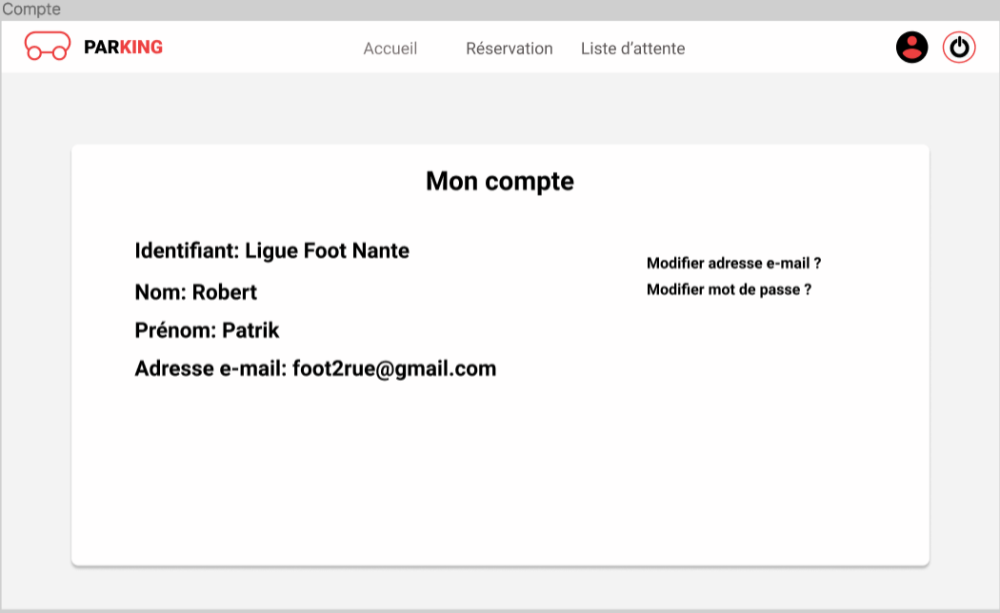 Compte
PARKING
Accueil Réservation Liste d’attente
Mon compte
Identifiant: Ligue Foot Nante
Nom: Robert
Prénom: Patrik
Adresse e-mail: foot2rue@gmail.com
Modifier adresse e-mail ?
Modifier mot de passe ?